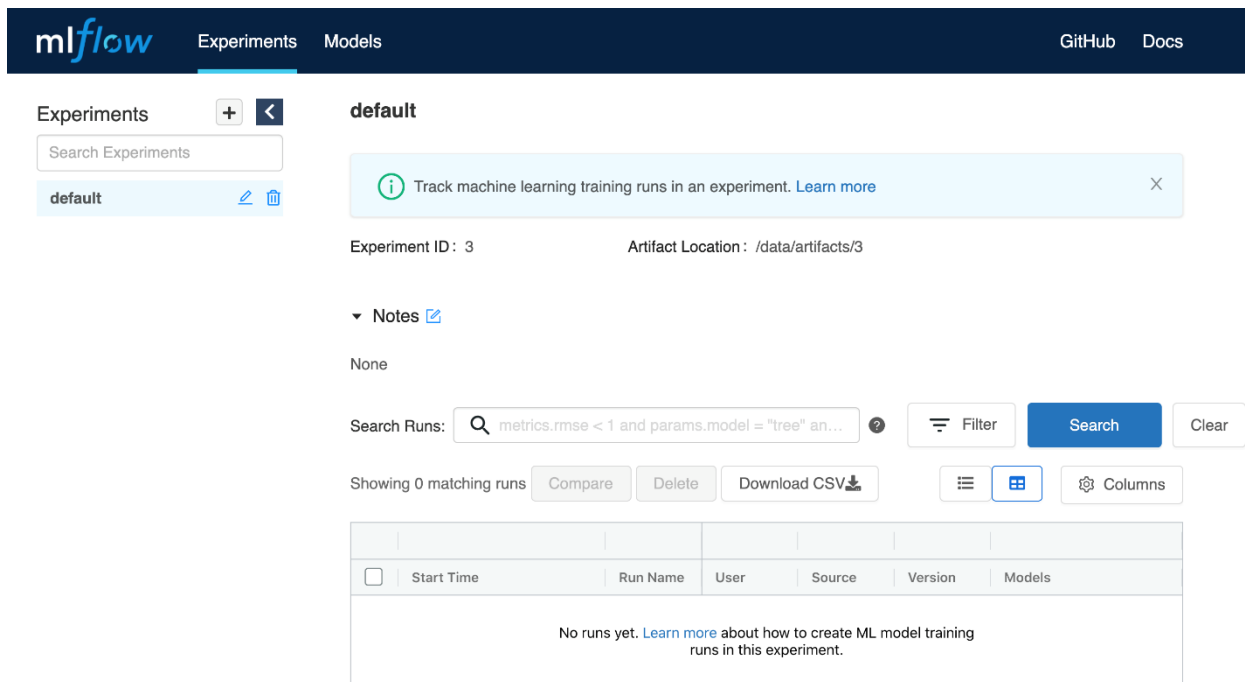 mlflow Experiments Models GitHub Docs
Experiments
Search Experiments
default
default
Track machine learning training runs in an experiment. Learn more
Experiment ID: 3 Artifact Location: /data/artifacts/3
Notes
None
Search Runs: metrics.rmse < 1 and params.model = "tree" an... Filter Search Clear
Showing 0 matching runs Compare Delete Download CSV Columns
Start Time Run Name User Source Version Models
No runs yet. Learn more about how to create ML model training
runs in this experiment.